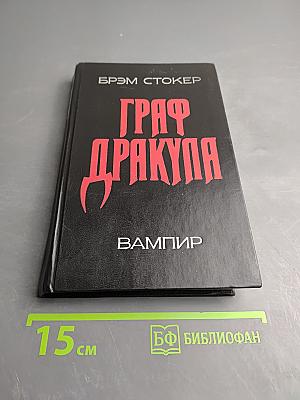 БРЭМ СТОКЕР
ГРАФ
ДРАКУЛА
ВАМПИР
15 см
БФ БИБЛИОФАН